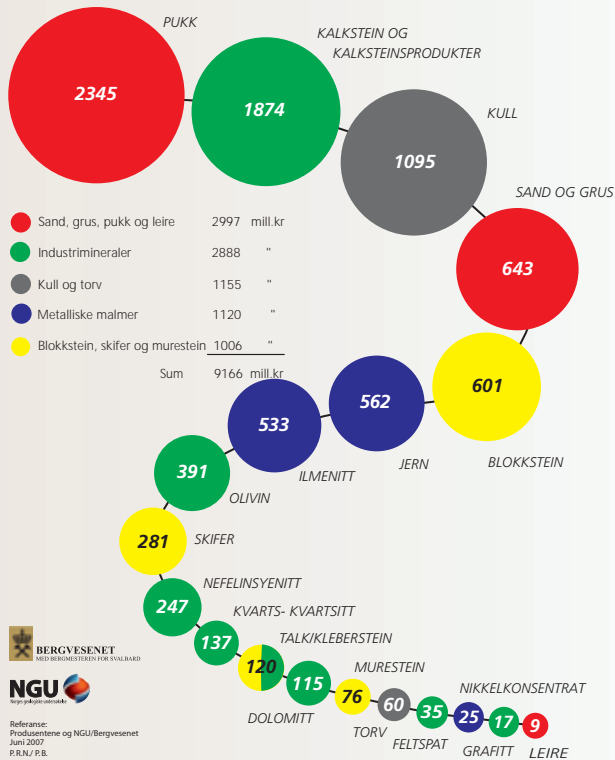 PUKK
2345
KALKSTEIN OG
KALKSTEINSPRODUKTER
1874
KULL
1095
SAND OG GRUS
643
Sand, grus, pukk og leire 2997 mill.kr
Industrimineraler 2888 "
Kull og torv 1155 "
Metalliske malmer 1120 "
Blokkstein, skifer og murestein 1006 "
Sum 9166 mill.kr
601
BLOKKSTEIN
562
JERN
533
ILMENITT
391
OLIVIN
281
SKIFER
NEFELINSYENITT
247
KVARTS- KVARTSITT
137
TALK/KLEBERSTEIN
120
115
DOLOMITT
MURESTEIN
76
60
TORV
35
FELTSPAT
NIKKELKONSENTRAT
25
17
GRAFITT
9
LEIRE
BERGVESENET
MED BERGMESTEREN FOR SVALBARD
NGU
Norges geologiske undersøkelse
Referanse:
Produsentene og NGU/Bergvesenet
Juni 2007
P.R.N./ P.B.